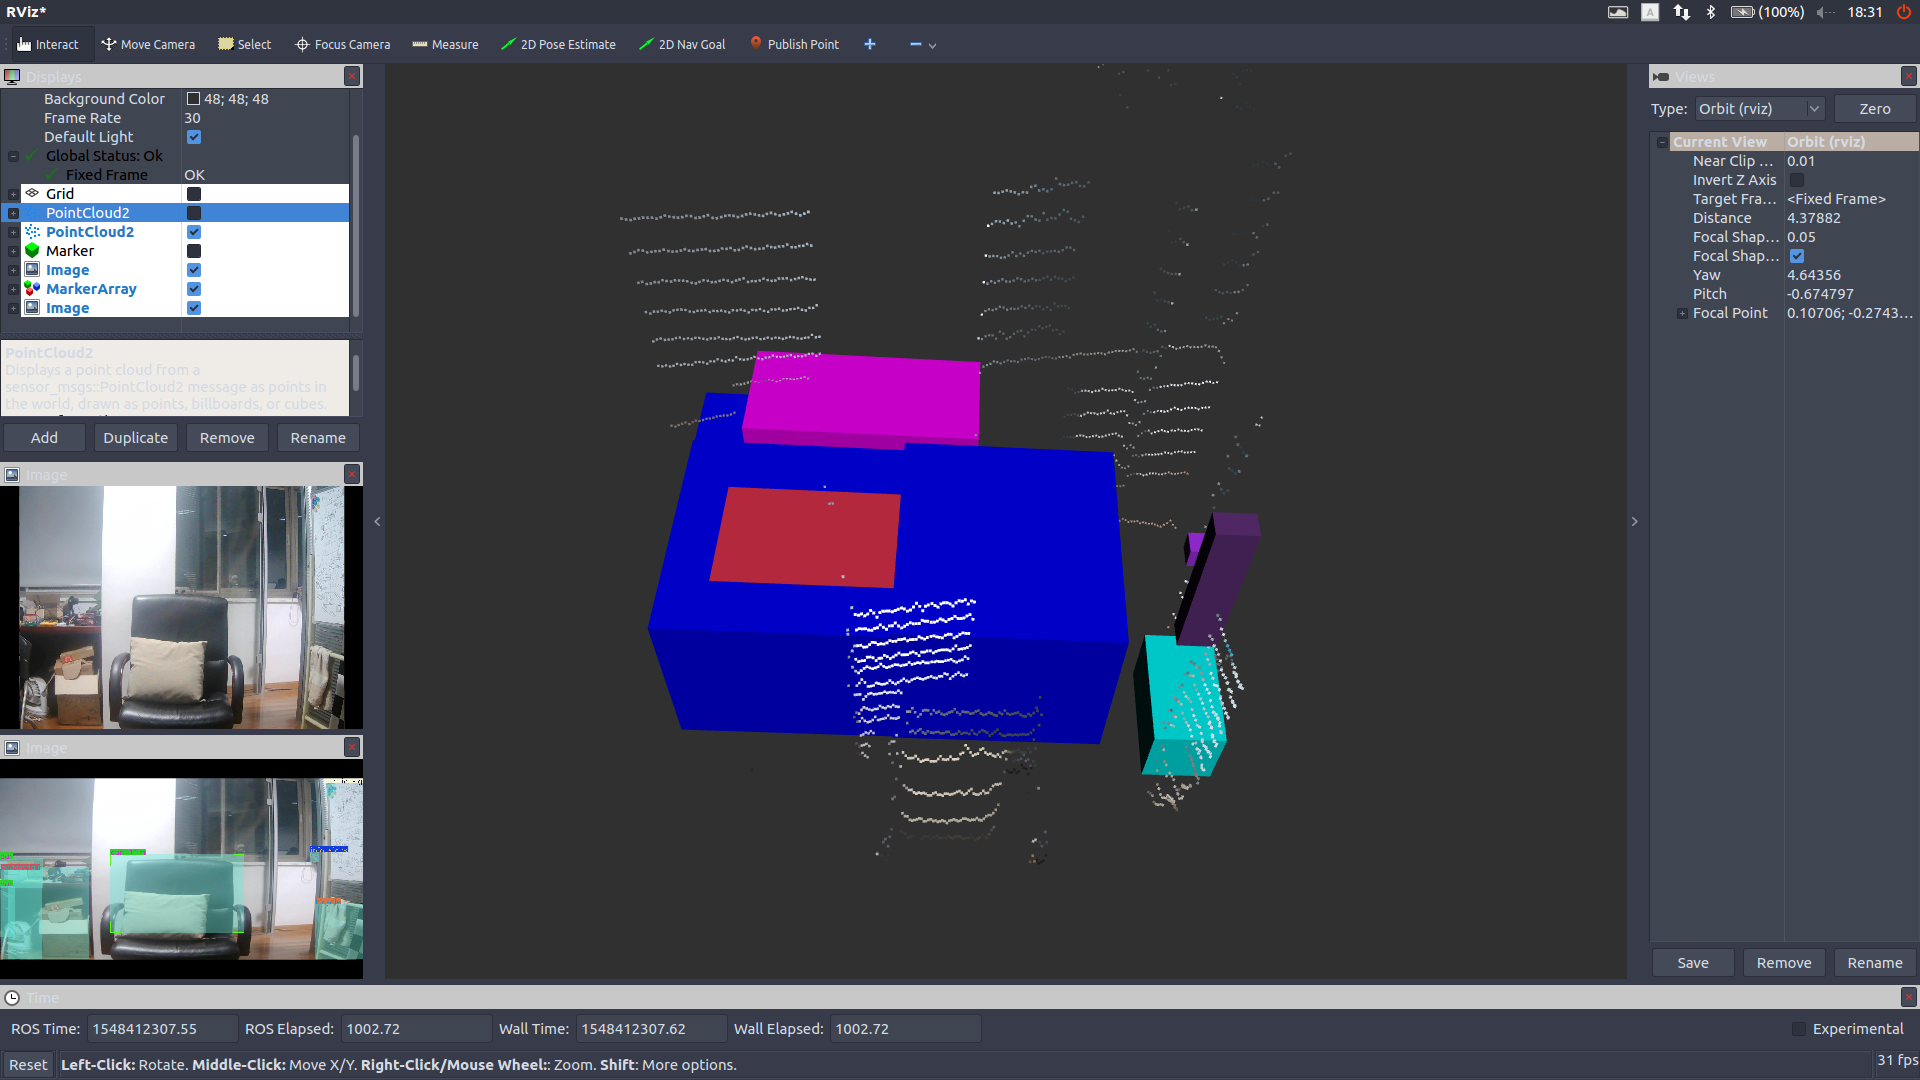 RViz*
A (100%) 18:31
Interact Move Camera Select Focus Camera Measure 2D Pose Estimate 2D Nav Goal Publish Point
Displays
Background Color 48; 48; 48
Frame Rate 30
Default Light
Global Status: Ok
Fixed Frame OK
Grid
PointCloud2
PointCloud2
Marker
Image
MarkerArray
Image
PointCloud2
Displays a point cloud from a
sensor_msgs::PointCloud2 message as points in
the world, drawn as points, billboards, or cubes.
Add Duplicate Remove Rename
Image
Image
Views
Type: Orbit (rviz) Zero
Current View Orbit (rviz)
Near Clip ... 0.01
Invert Z Axis
Target Fra... <Fixed Frame>
Distance 4.37882
Focal Shap... 0.05
Focal Shap...
Yaw 4.64356
Pitch -0.674797
Focal Point 0.10706; -0.2743...
Save Remove Rename
Time
ROS Time: 1548412307.55 ROS Elapsed: 1002.72 Wall Time: 1548412307.62 Wall Elapsed: 1002.72 Experimental
Reset Left-Click: Rotate. Middle-Click: Move X/Y. Right-Click/Mouse Wheel:: Zoom. Shift: More options. 31 fps